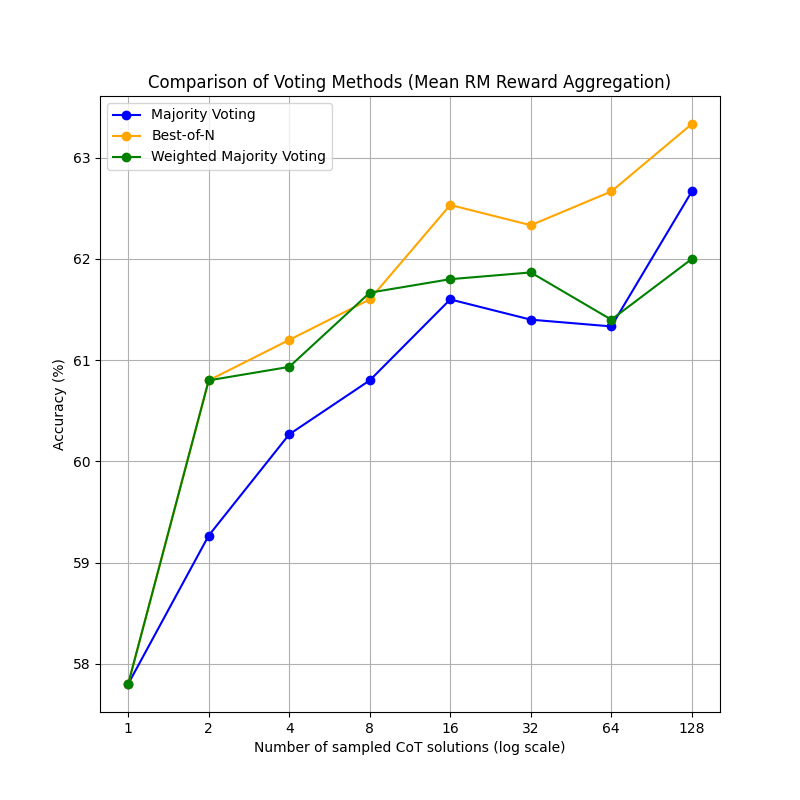 Comparison of Voting Methods (Mean RM Reward Aggregation)
Majority Voting
Best-of-N
Weighted Majority Voting
63
62
61
60
59
58
Accuracy (%)
1 2 4 8 16 32 64 128
Number of sampled CoT solutions (log scale)